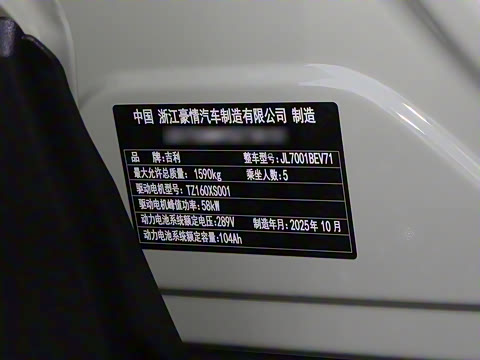 中国 浙江豪情汽车制造有限公司 制造
品 牌:吉利 整车型号:JL7001BEV71
最大允许总质量: 1590kg 乘坐人数:5
驱动电机型号: TZ160XS001
驱动电机峰值功率:58kW
动力电池系统额定电压:289V 制造年月:2025年10月
动力电池系统额定容量:104Ah